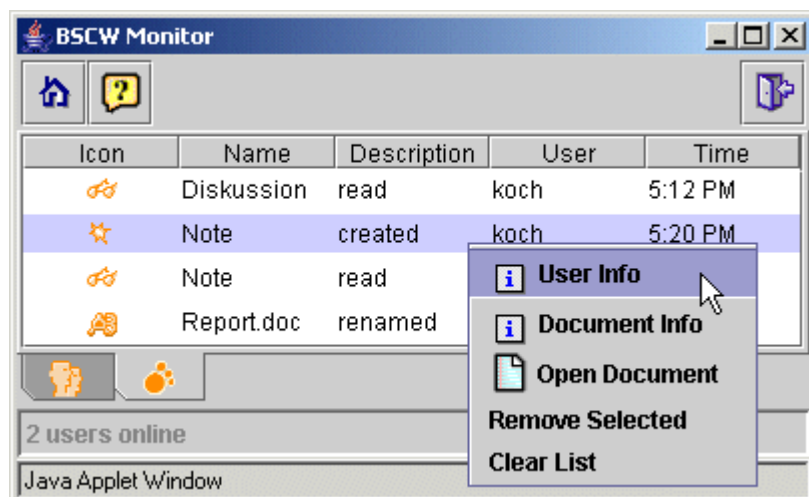 BSCW Monitor
?
Icon Name Description User Time
Diskussion read koch 5:12 PM
Note created koch 5:20 PM
Note read
Report.doc renamed
i User Info
i Document Info
Open Document
Remove Selected
Clear List
2 users online
Java Applet Window